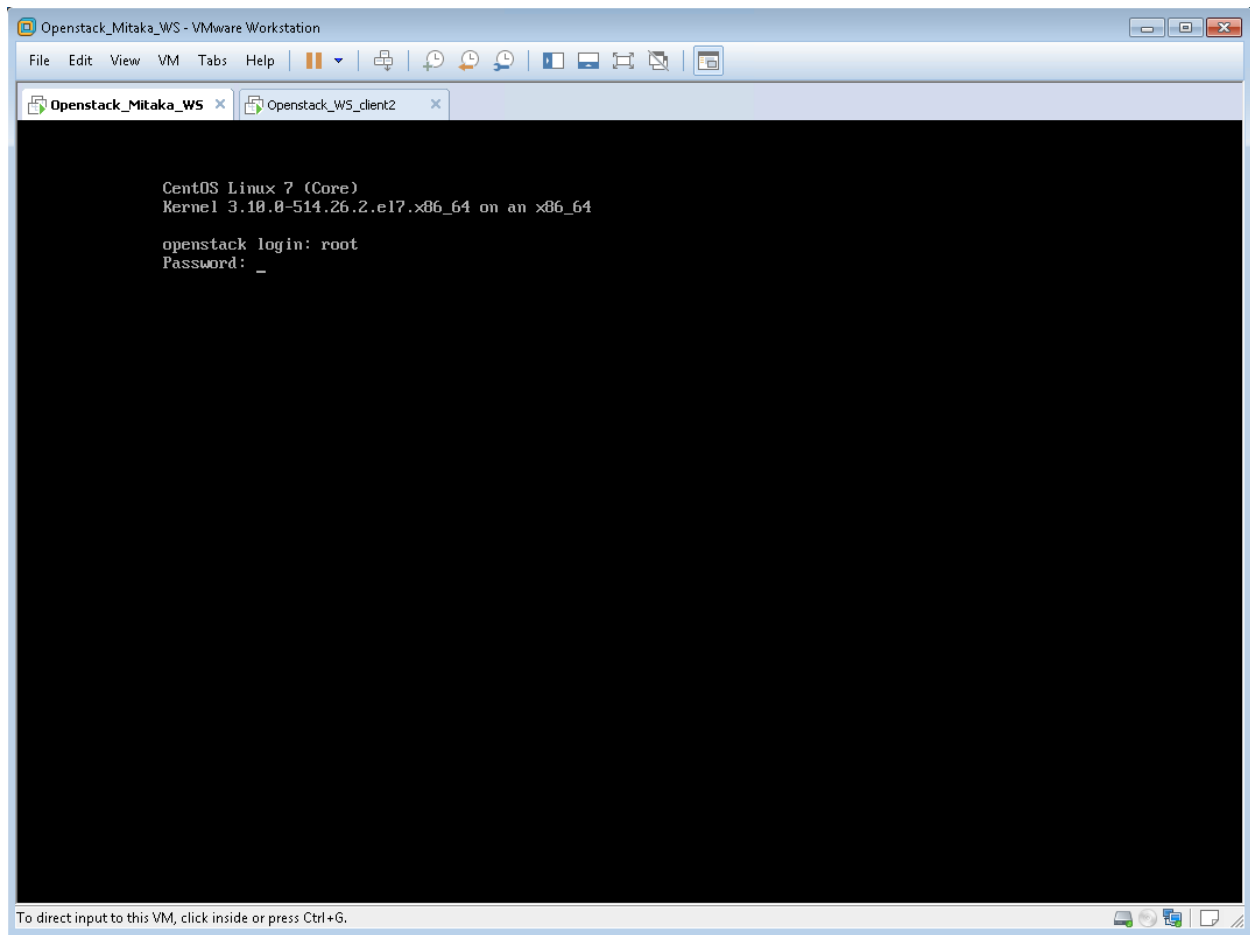 Openstack_Mitaka_WS - VMware Workstation
File Edit View VM Tabs Help
Openstack_Mitaka_WS Openstack_WS_client2
CentOS Linux 7 (Core)
Kernel 3.10.0-514.26.2.el7.x86_64 on an x86_64
openstack login: root
Password: _
To direct input to this VM, click inside or press Ctrl+G.